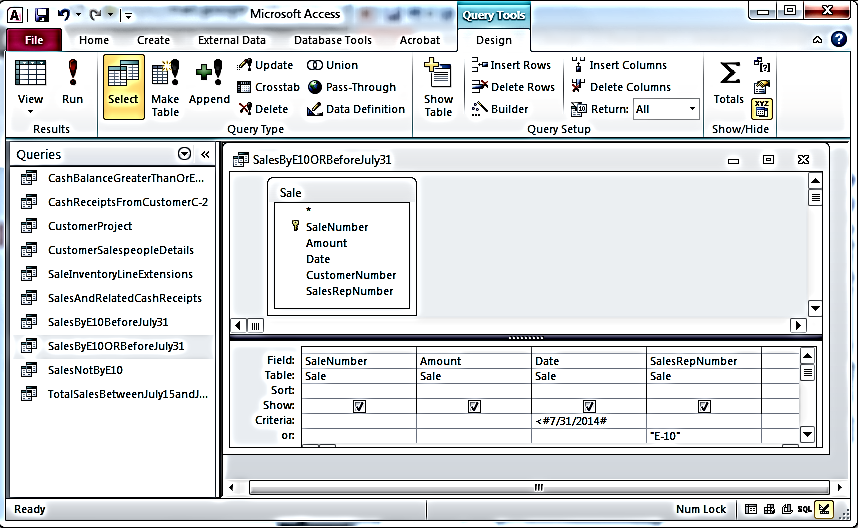 Microsoft Access
Query Tools
File Home Create External Data Database Tools Acrobat Design
View
Run
Select
Make Table
Append
Update
Crosstab
Delete
Union
Pass-Through
Data Definition
Show Table
Insert Rows
Delete Rows
Builder
Insert Columns
Delete Columns
Return: All
Totals
XYZ
Results
Query Type
Query Setup
Show/Hide
Queries
CashBalanceGreaterThanOrE...
CashReceiptsFromCustomerC-2
CustomerProject
CustomerSalespeopleDetails
SaleInventoryLineExtensions
SalesAndRelatedCashReceipts
SalesByE10BeforeJuly31
SalesByE10ORBeforeJuly31
SalesNotByE10
TotalSalesBetweenJuly15andJ...
SalesByE10ORBeforeJuly31
Sale
*
SaleNumber
Amount
Date
CustomerNumber
SalesRepNumber
Field: SaleNumber Amount Date SalesRepNumber
Table: Sale Sale Sale Sale
Sort:
Show:
Criteria: <#7/31/2014#
or: "E-10"
Ready
Num Lock
SQL